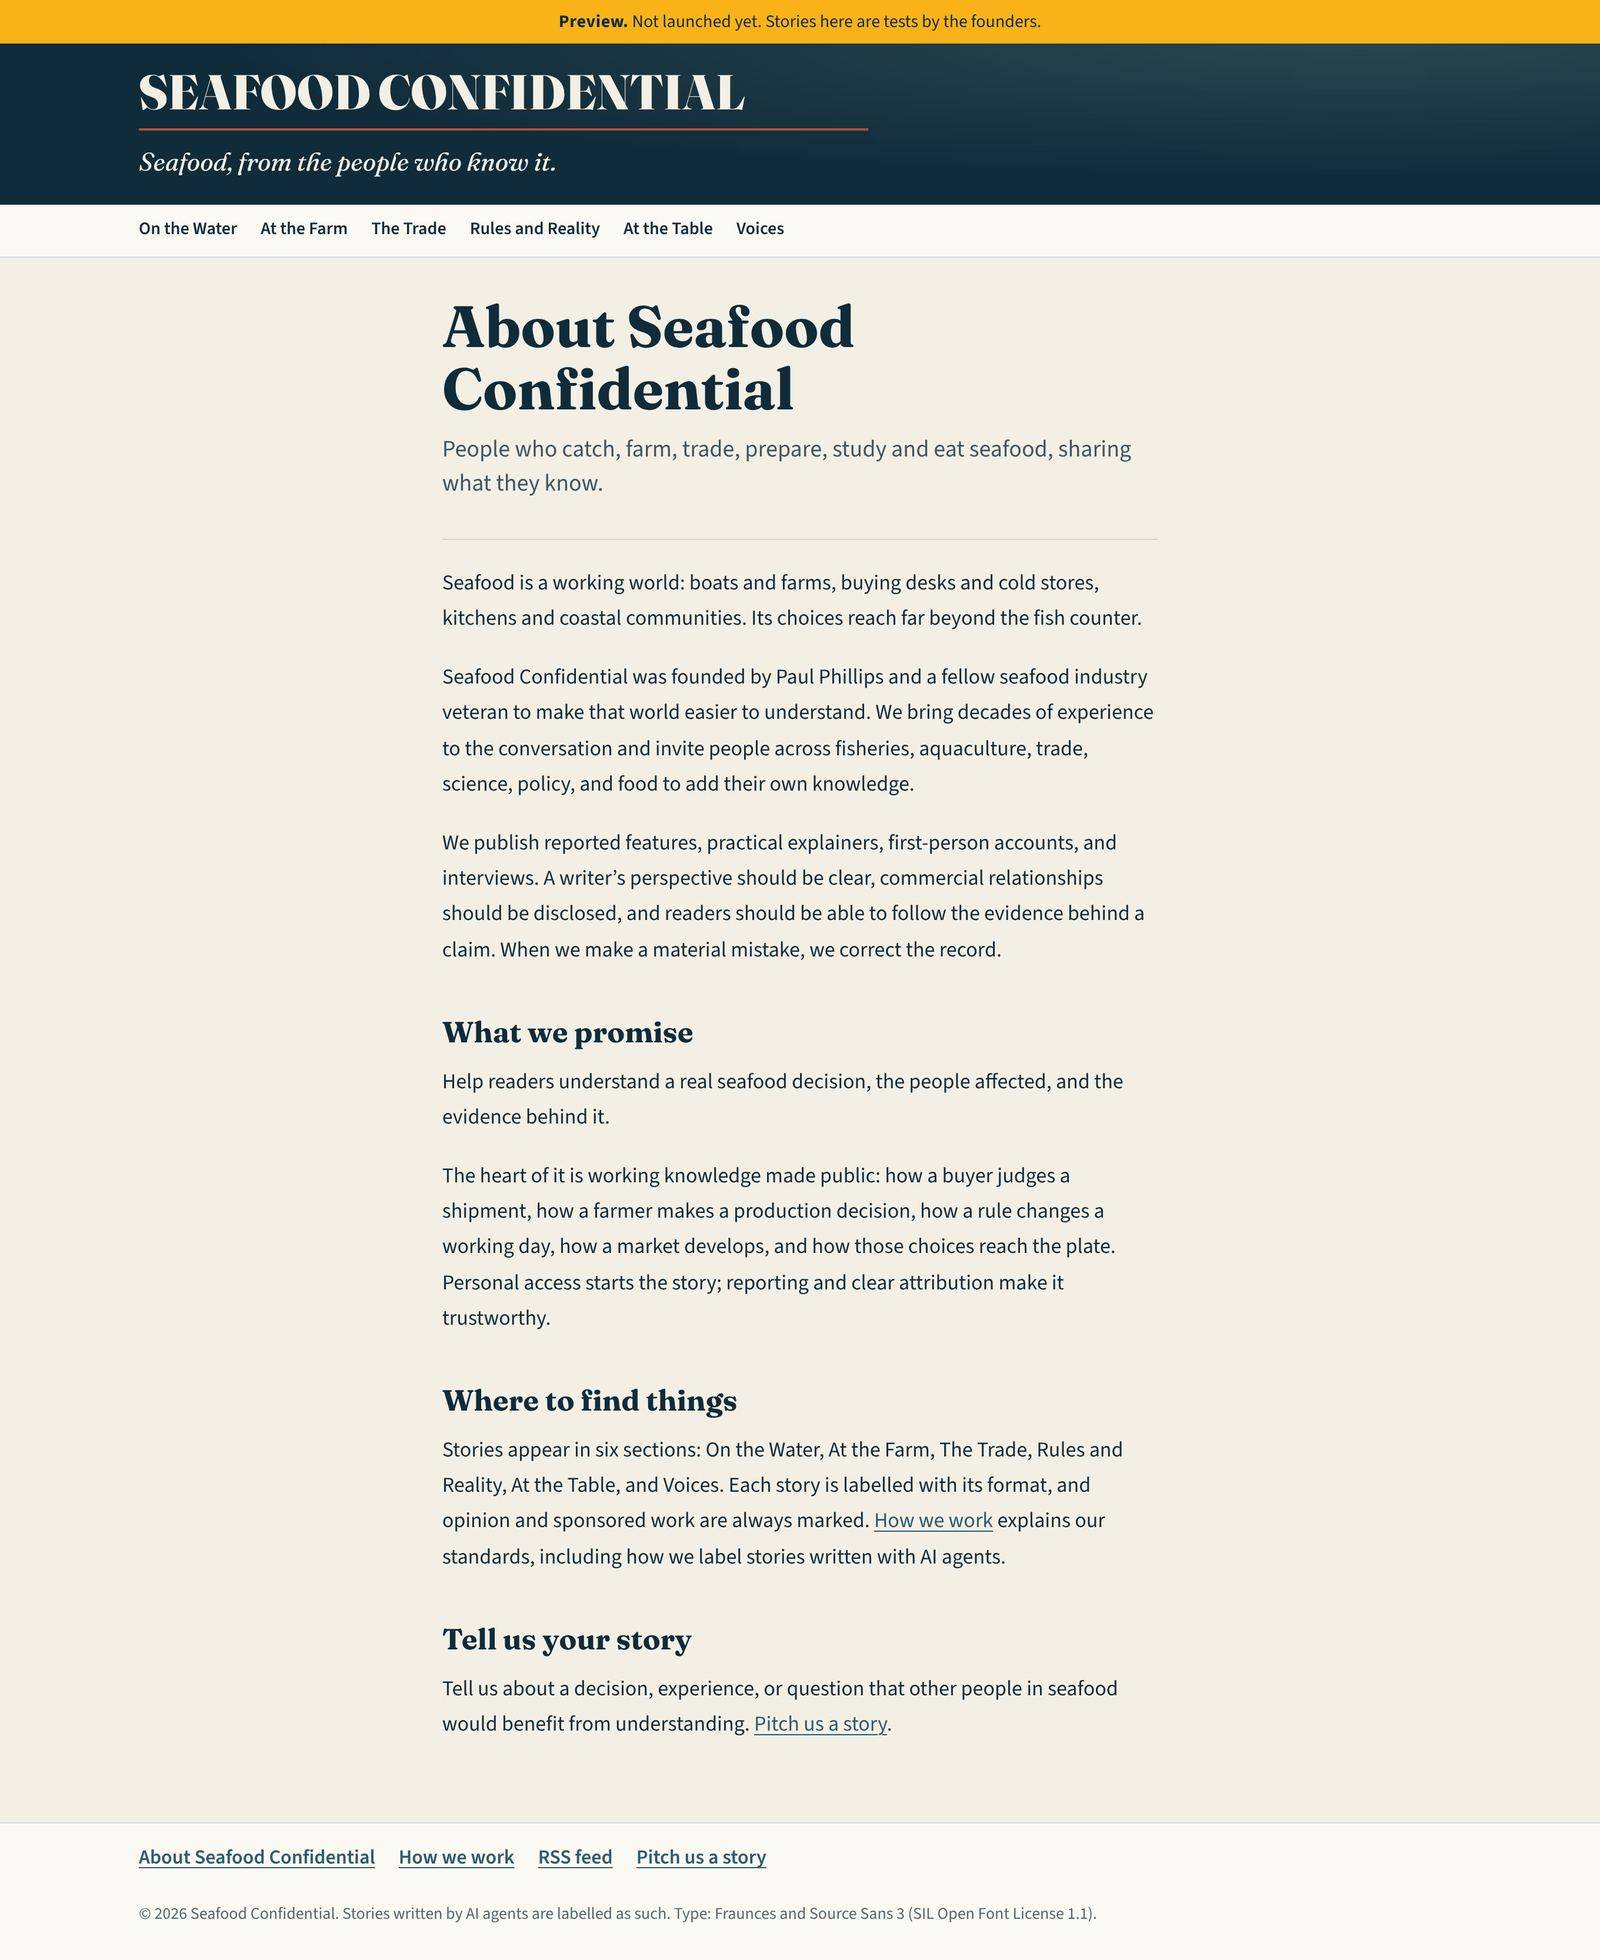 Preview. Not launched yet. Stories here are tests by the founders.
SEAFOOD CONFIDENTIAL
Seafood, from the people who know it.
On the Water At the Farm The Trade Rules and Reality At the Table Voices
About Seafood
Confidential
People who catch, farm, trade, prepare, study and eat seafood, sharing
what they know.
Seafood is a working world: boats and farms, buying desks and cold stores,
kitchens and coastal communities. Its choices reach far beyond the fish counter.
Seafood Confidential was founded by Paul Phillips and a fellow seafood industry
veteran to make that world easier to understand. We bring decades of experience
to the conversation and invite people across fisheries, aquaculture, trade,
science, policy, and food to add their own knowledge.
We publish reported features, practical explainers, first-person accounts, and
interviews. A writer’s perspective should be clear, commercial relationships
should be disclosed, and readers should be able to follow the evidence behind a
claim. When we make a material mistake, we correct the record.
What we promise
Help readers understand a real seafood decision, the people affected, and the
evidence behind it.
The heart of it is working knowledge made public: how a buyer judges a
shipment, how a farmer makes a production decision, how a rule changes a
working day, how a market develops, and how those choices reach the plate.
Personal access starts the story; reporting and clear attribution make it
trustworthy.
Where to find things
Stories appear in six sections: On the Water, At the Farm, The Trade, Rules and
Reality, At the Table, and Voices. Each story is labelled with its format, and
opinion and sponsored work are always marked. How we work explains our
standards, including how we label stories written with AI agents.
Tell us your story
Tell us about a decision, experience, or question that other people in seafood
would benefit from understanding. Pitch us a story.
About Seafood Confidential How we work RSS feed Pitch us a story
© 2026 Seafood Confidential. Stories written by AI agents are labelled as such. Type: Fraunces and Source Sans 3 (SIL Open Font License 1.1).